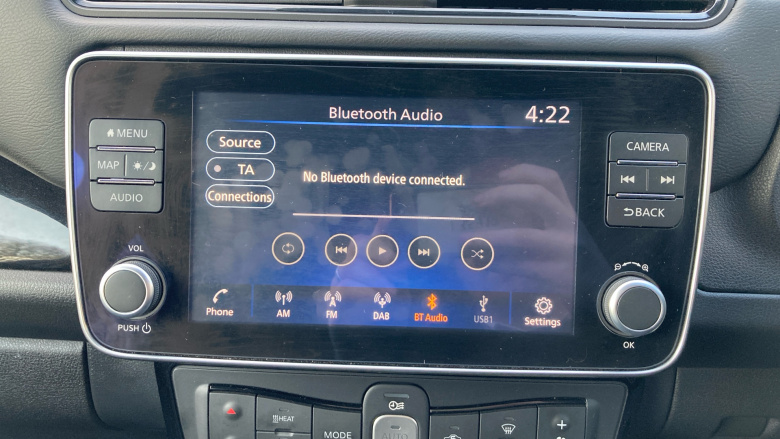 Bluetooth Audio
4:22
MENU
MAP
AUDIO
Source
TA
Connections
No Bluetooth device connected.
CAMERA
BACK
VOL
PUSH
Phone
AM
FM
DAB
BT Audio
USB1
Settings
OK
HEAT
MODE
AUTO
+